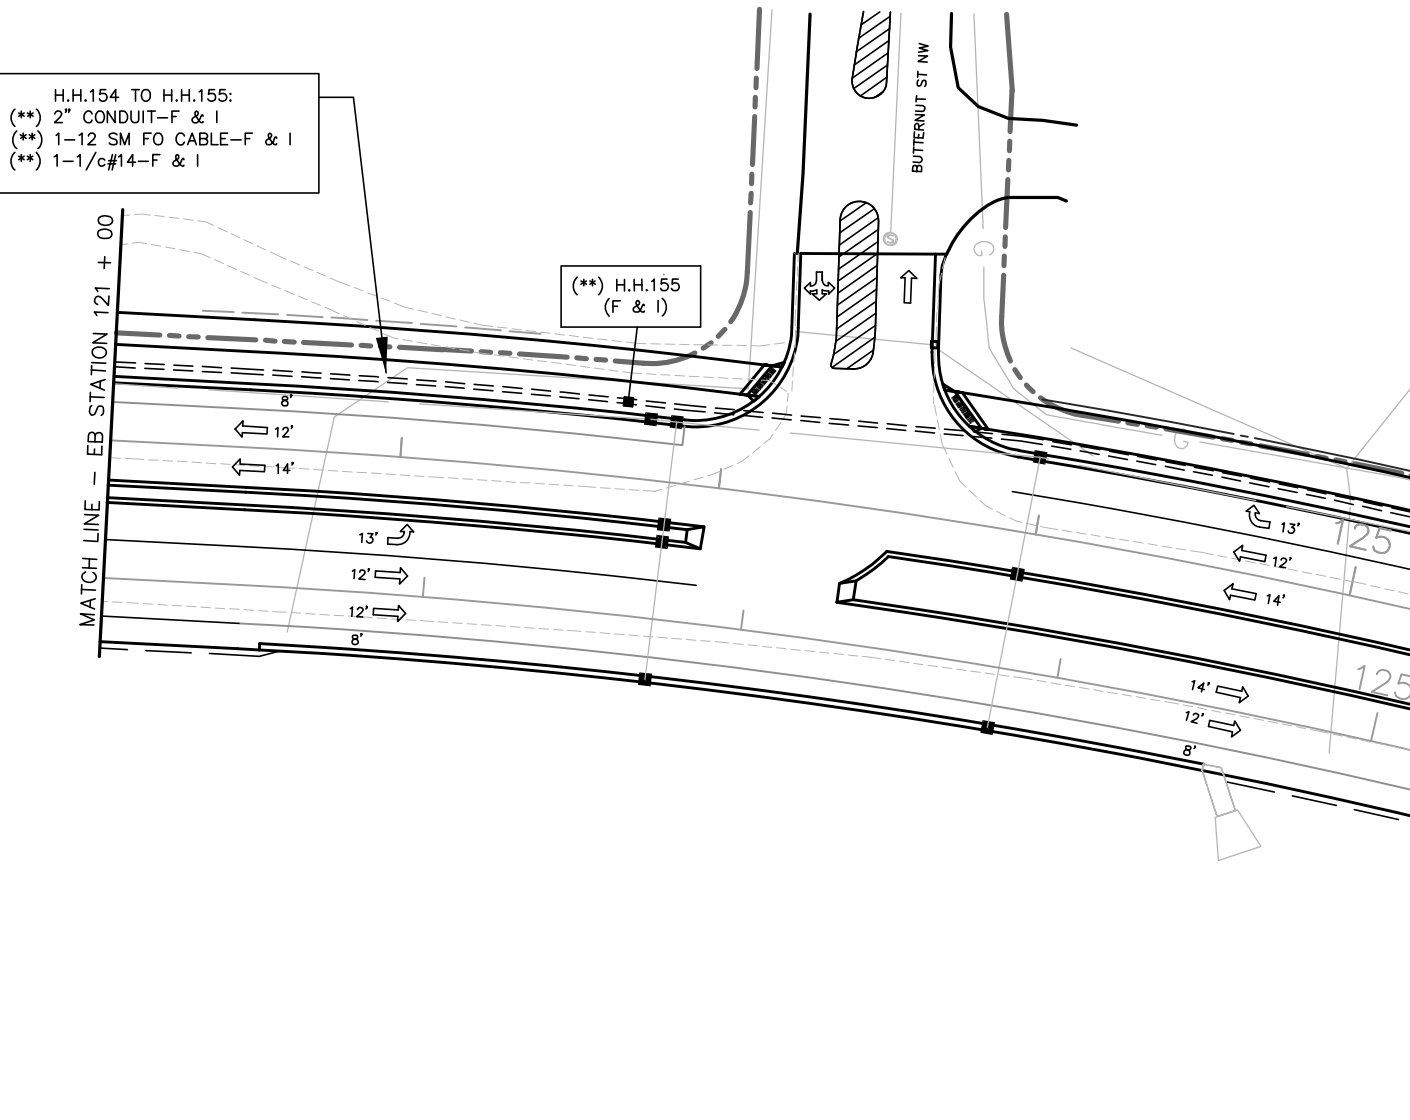 H.H.154 TO H.H.155:
(**) 2" CONDUIT-F & I
(**) 1-12 SM FO CABLE-F & I
(**) 1-1/c#14-F & I
BUTTERNUT ST NW
(**) H.H.155
(F & I)
MATCH LINE - EB STATION 121 + 00
S
G
G
8'
12'
14'
13'
12'
12'
8'
13'
12'
14'
125
14'
12'
8'
125